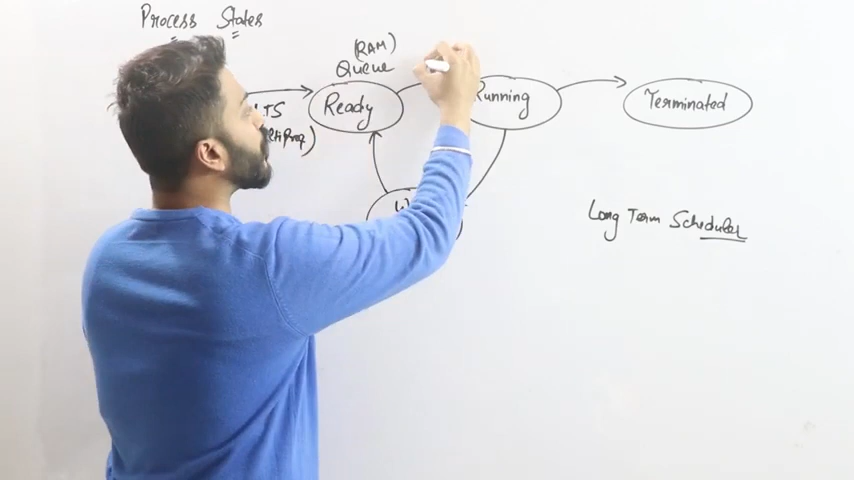 Process States
(RAM)
Queue
LTS
Ready
Running
Terminated
Long Term Scheduler